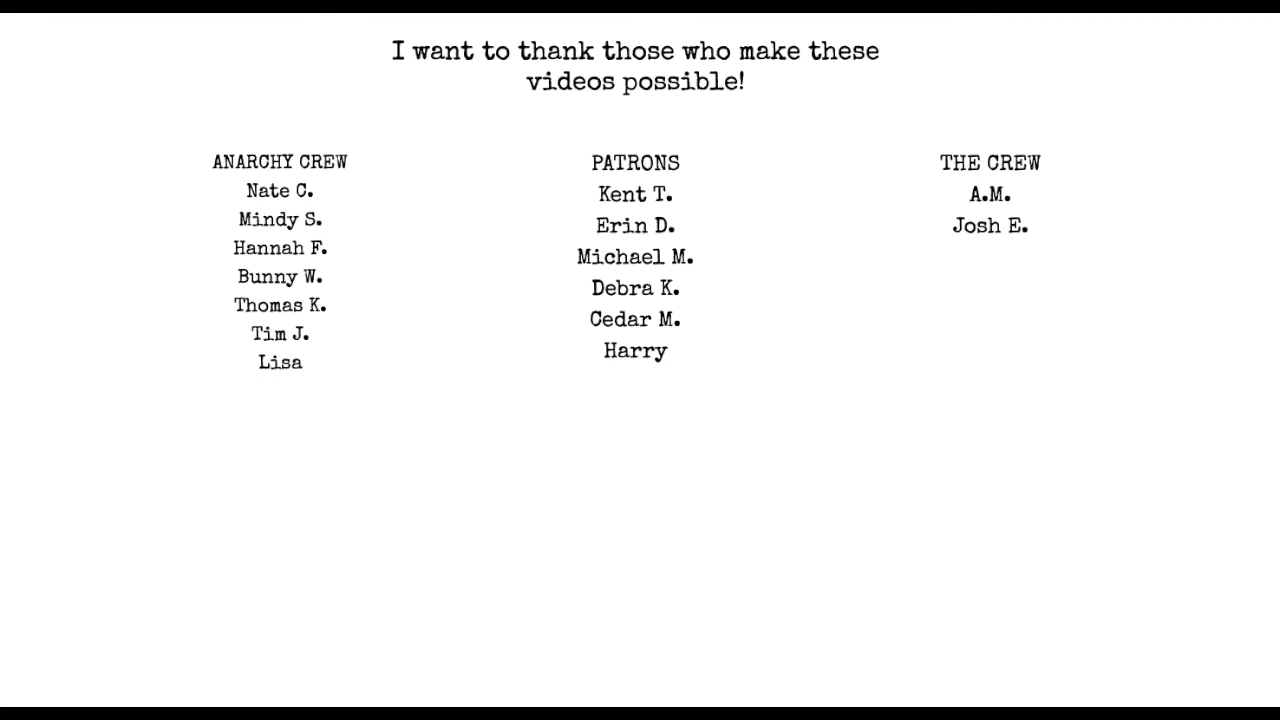 I want to thank those who make these
videos possible!
ANARCHY CREW
Nate C.
Mindy S.
Hannah F.
Bunny W.
Thomas K.
Tim J.
Lisa
PATRONS
Kent T.
Erin D.
Michael M.
Debra K.
Cedar M.
Harry
THE CREW
A.M.
Josh E.